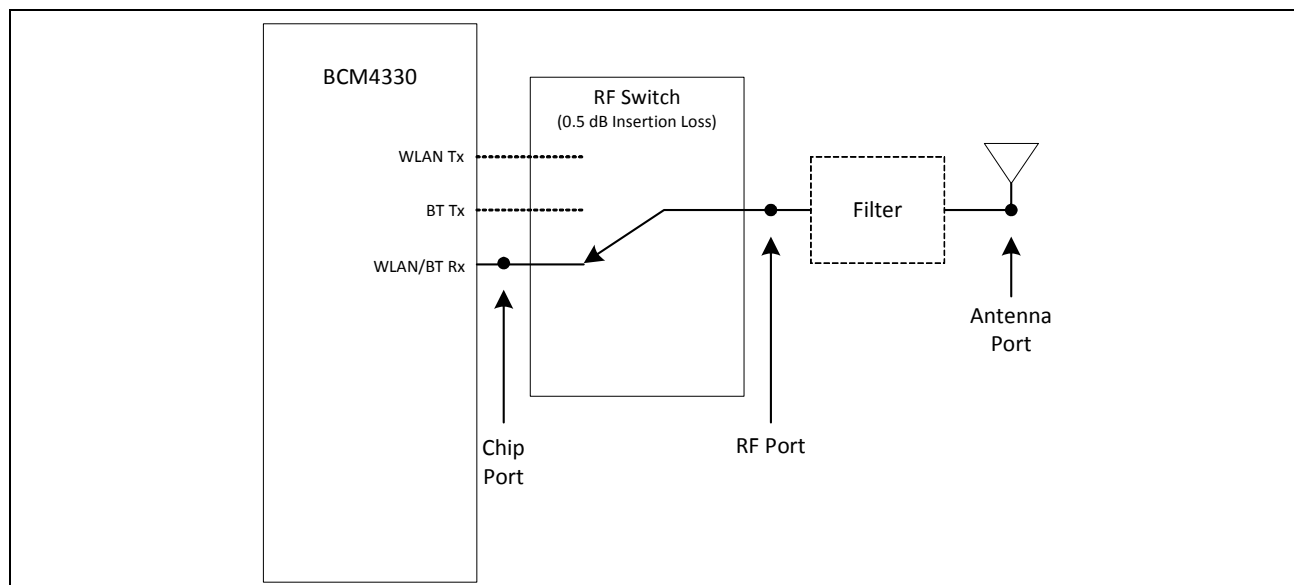 BCM4330
RF Switch
(0.5 dB Insertion Loss)
WLAN Tx
BT Tx
WLAN/BT Rx
Filter
Chip
Port
RF Port
Antenna
Port